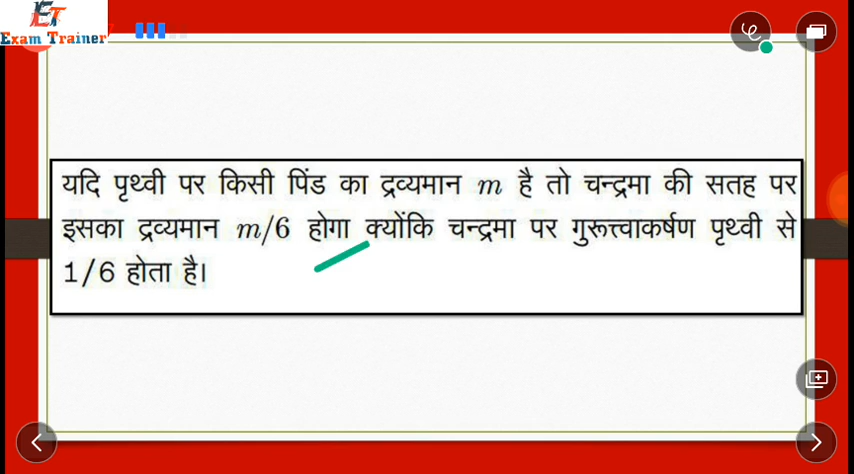 ET
Exam Trainer
यदि पृथ्वी पर किसी पिंड का द्रव्यमान m है तो चन्द्रमा की सतह पर
इसका द्रव्यमान m/6 होगा क्योंकि चन्द्रमा पर गुरूत्त्वाकर्षण पृथ्वी से
1/6 होता है।